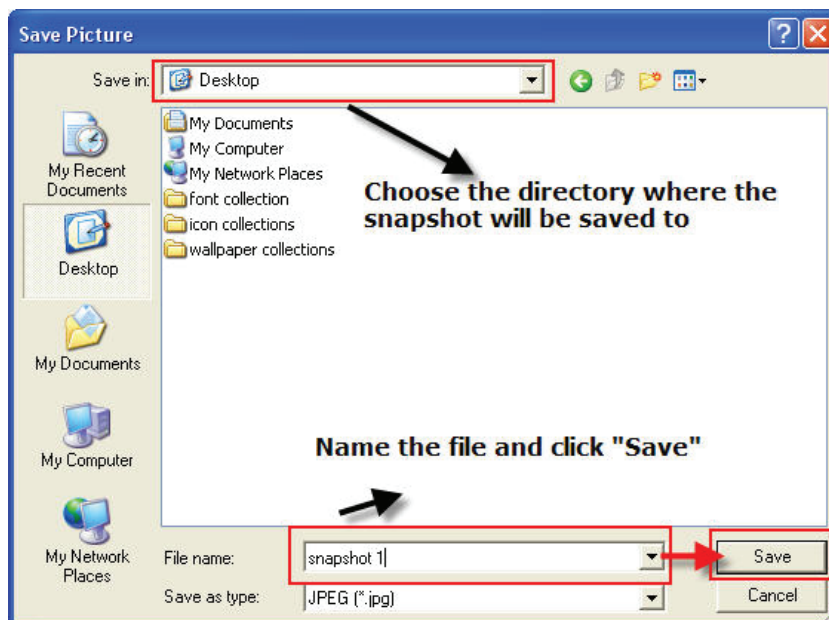 Save Picture
Save in:
Desktop
My Recent
Documents
Desktop
My Documents
My Computer
My Network
Places
My Documents
My Computer
My Network Places
font collection
icon collections
wallpaper collections
Choose the directory where the
snapshot will be saved to
Name the file and click "Save"
File name:
snapshot 1
Save
Save as type:
JPEG (*.jpg)
Cancel